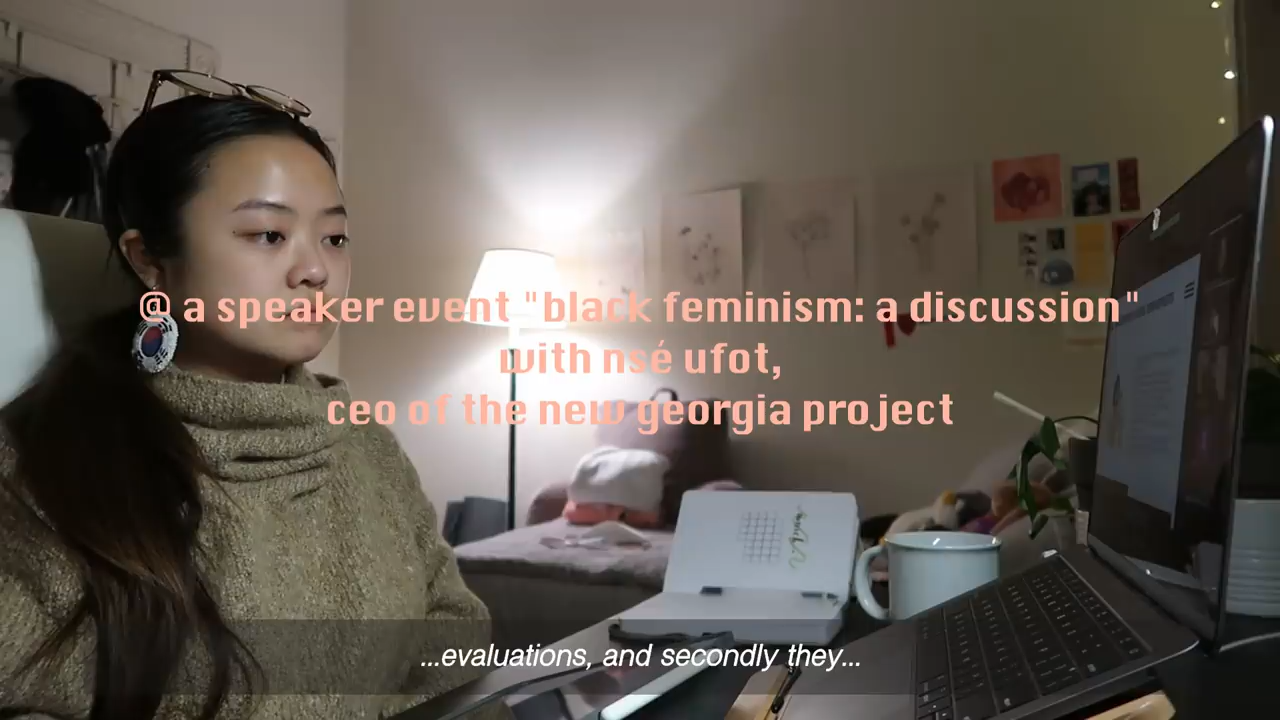 @ a speaker event "black feminism: a discussion"
with nsé ufot,
ceo of the new georgia project
...evaluations, and secondly they...